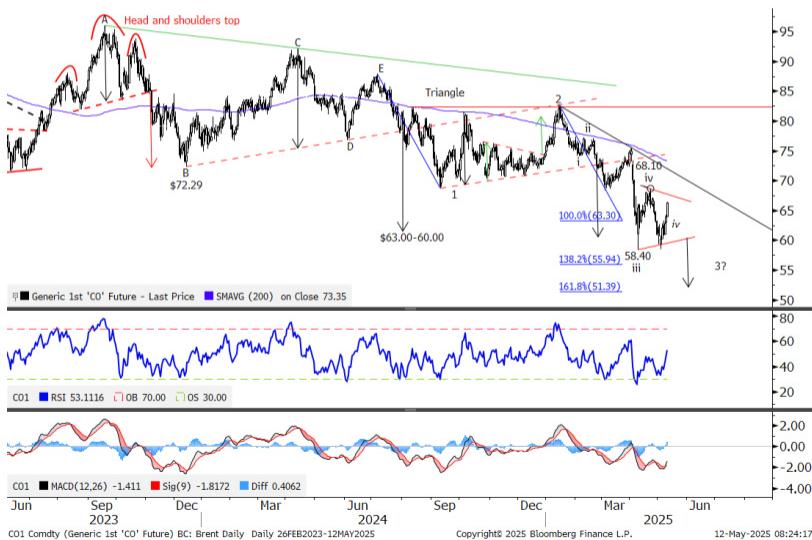 Head and shoulders top
A
C
E
Triangle
2
B
$72.29
D
1
ii
i
68.10
iv
iv
100.0%(63.30)
$63.00-60.00
138.2%(55.94)
58.40
iii
3?
161.8%(51.39)
95
90
85
80
75
70
65
60
55
50
Generic 1st 'CO' Future - Last Price SMAVG (200) on Close 73.35
80
60
40
20
CO1 RSI 53.1116 OB 70.00 OS 30.00
2.00
0.00
-2.00
-4.00
CO1 MACD(12,26) -1.411 Sig(9) -1.8172 Diff 0.4062
Jun Sep Dec Mar Jun Sep Dec Mar Jun
2023 2024 2025
CO1 Comdty (Generic 1st 'CO' Future) BC: Brent Daily Daily 26FEB2023-12MAY2025 Copyright© 2025 Bloomberg Finance L.P. 12-May-2025 08:24:17